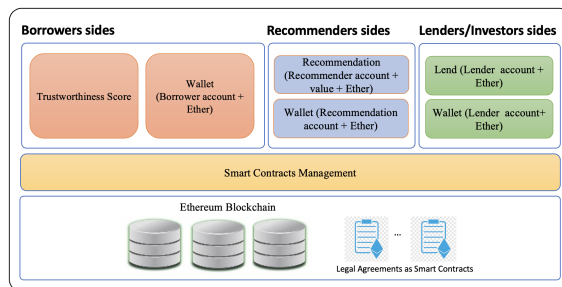 Borrowers sides
Recommenders sides
Lenders/Investors sides
Trustworthiness Score
Wallet
(Borrower account +
Ether)
Recommendation
(Recommender account +
value + Ether)
Wallet (Recommendation
account + Ether)
Lend (Lender account +
Ether)
Wallet (Lender account+
Ether)
Smart Contracts Management
Ethereum Blockchain
...
Legal Agreements as Smart Contracts